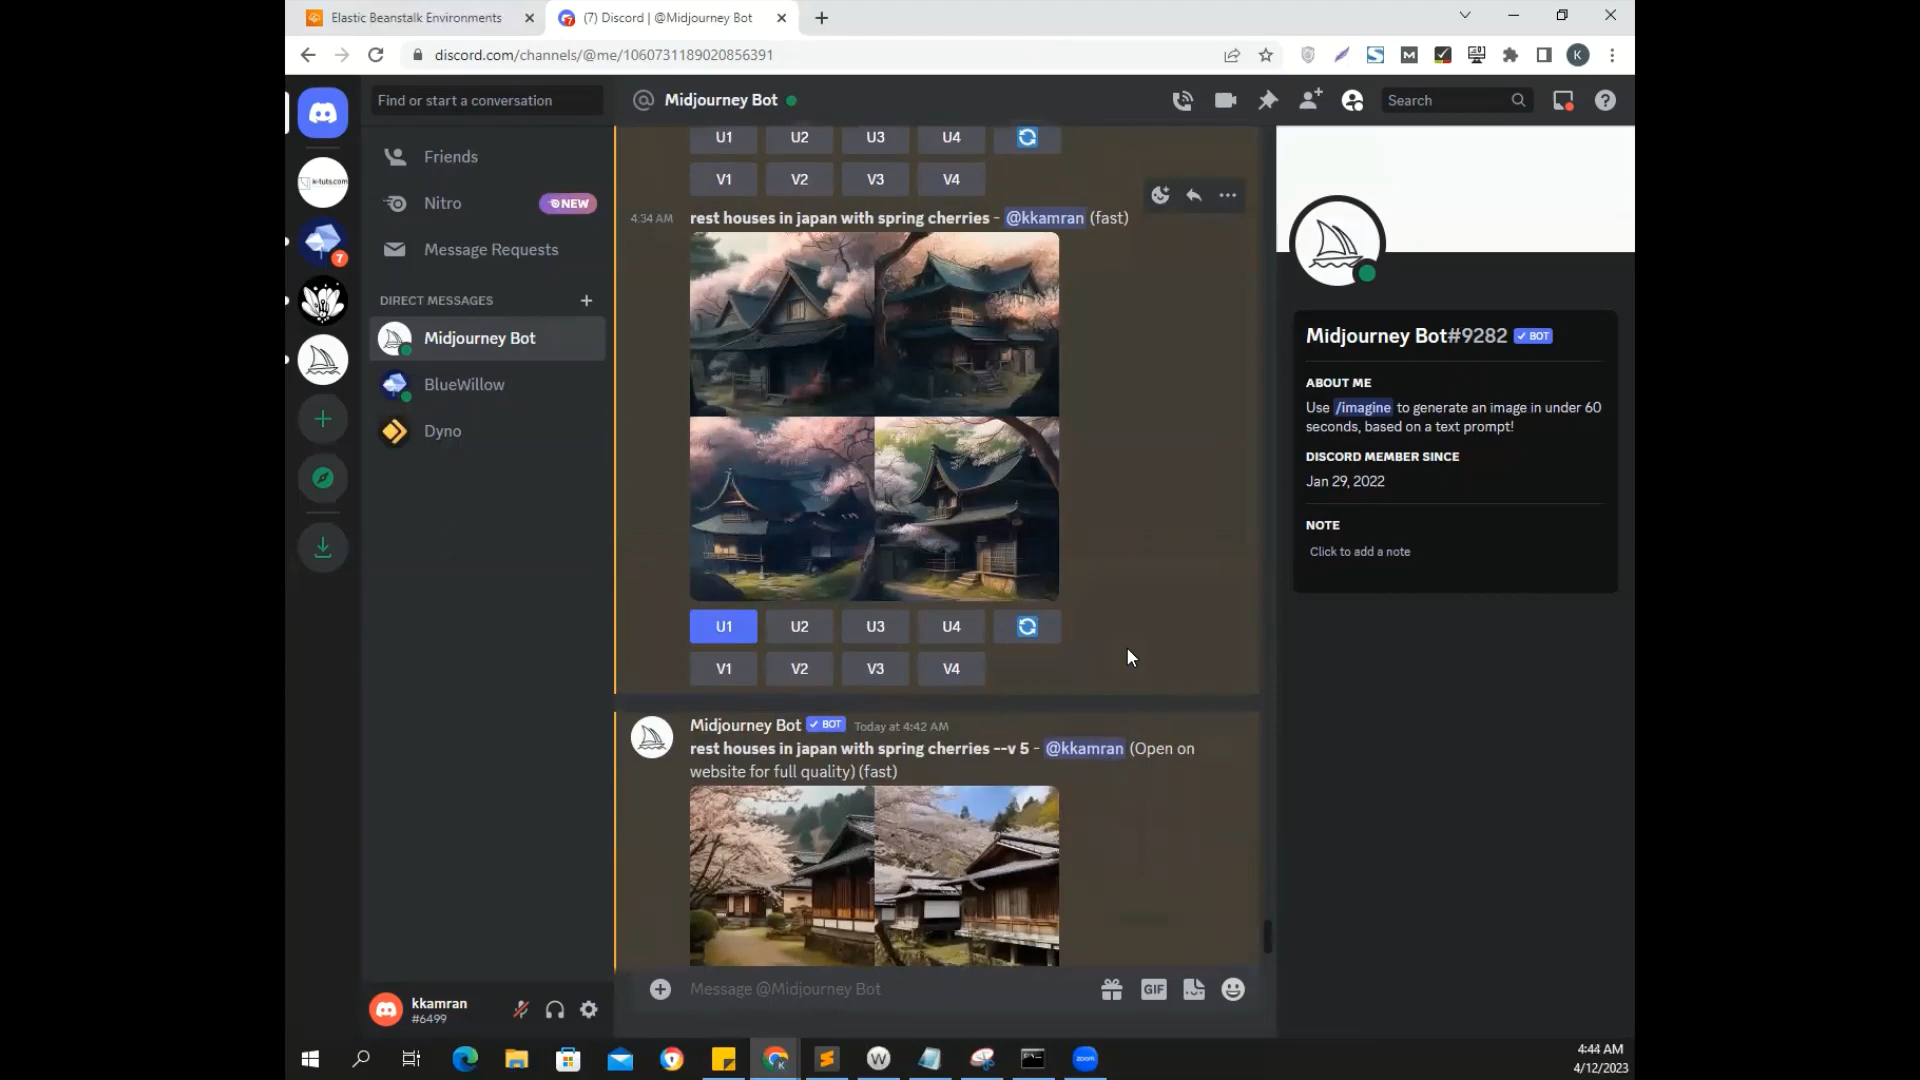 Elastic Beanstalk Environments
(7) Discord | @Midjourney Bot
discord.com/channels/@me/1060731189020856391
K
k-tuts.com
7
Find or start a conversation
Friends
Nitro
NEW
Message Requests
DIRECT MESSAGES
Midjourney Bot
BlueWillow
Dyno
kkamran
#6499
Midjourney Bot
Search
U1 U2 U3 U4
V1 V2 V3 V4
4:34 AM rest houses in japan with spring cherries - @kkamran (fast)
U1 U2 U3 U4
V1 V2 V3 V4
Midjourney Bot BOT Today at 4:42 AM
rest houses in japan with spring cherries --v 5 - @kkamran (Open on
website for full quality) (fast)
Message @Midjourney Bot
GIF
Midjourney Bot#9282 BOT
ABOUT ME
Use /imagine to generate an image in under 60
seconds, based on a text prompt!
DISCORD MEMBER SINCE
Jan 29, 2022
NOTE
Click to add a note
zoom
4:44 AM
4/12/2023